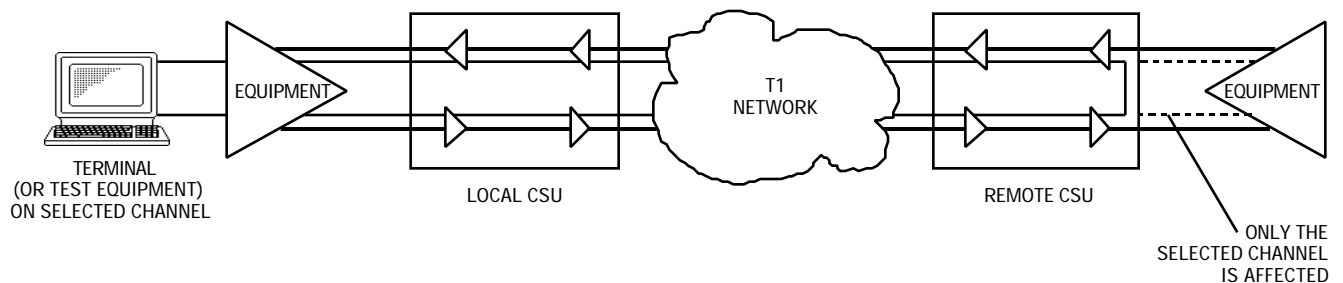 EQUIPMENT
T1
NETWORK
EQUIPMENT
TERMINAL
(OR TEST EQUIPMENT)
ON SELECTED CHANNEL
LOCAL CSU
REMOTE CSU
ONLY THE
SELECTED CHANNEL
IS AFFECTED